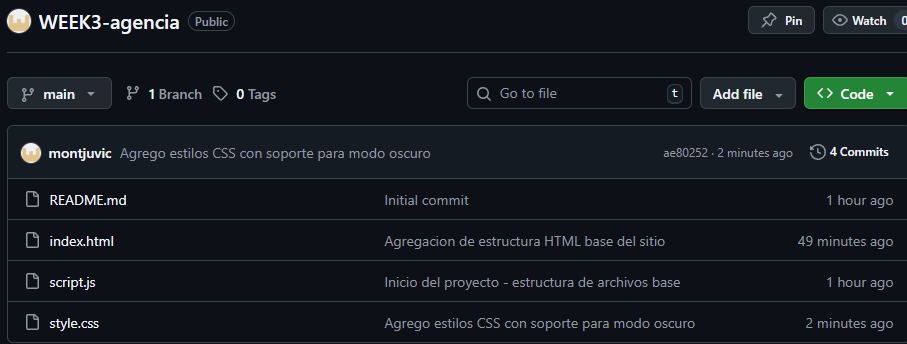 WEEK3-agencia Public Pin Watch 0
main 1 Branch 0 Tags Go to file t Add file Code
montjuvic Agrego estilos CSS con soporte para modo oscuro ae80252 · 2 minutes ago 4 Commits
README.md Initial commit 1 hour ago
index.html Agregacion de estructura HTML base del sitio 49 minutes ago
script.js Inicio del proyecto - estructura de archivos base 1 hour ago
style.css Agrego estilos CSS con soporte para modo oscuro 2 minutes ago